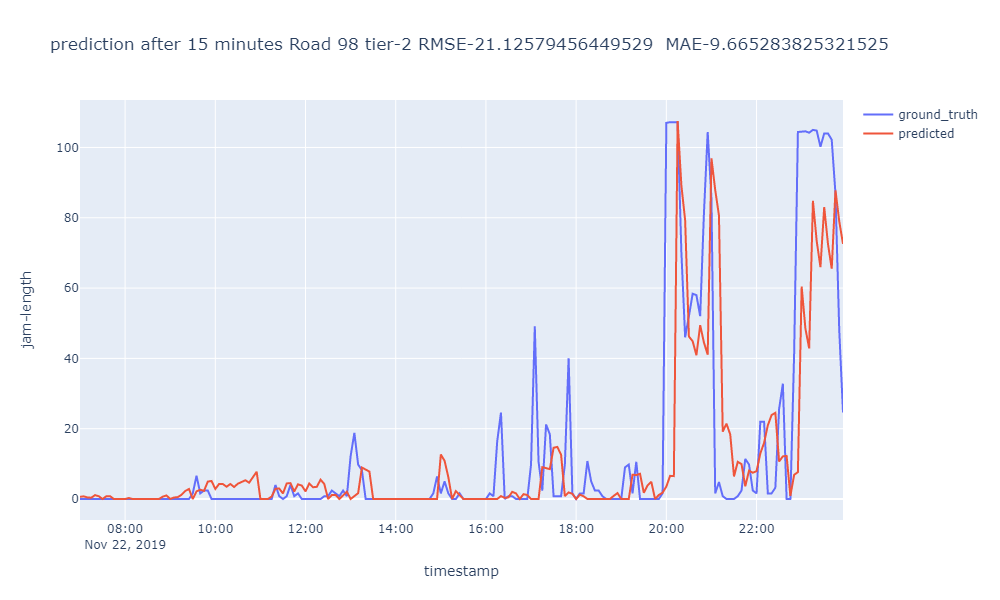 prediction after 15 minutes Road 98 tier-2 RMSE-21.12579456449529  MAE-9.665283825321525
ground_truth
predicted
100
80
60
40
20
0
jam-length
08:00 10:00 12:00 14:00 16:00 18:00 20:00 22:00
Nov 22, 2019
timestamp